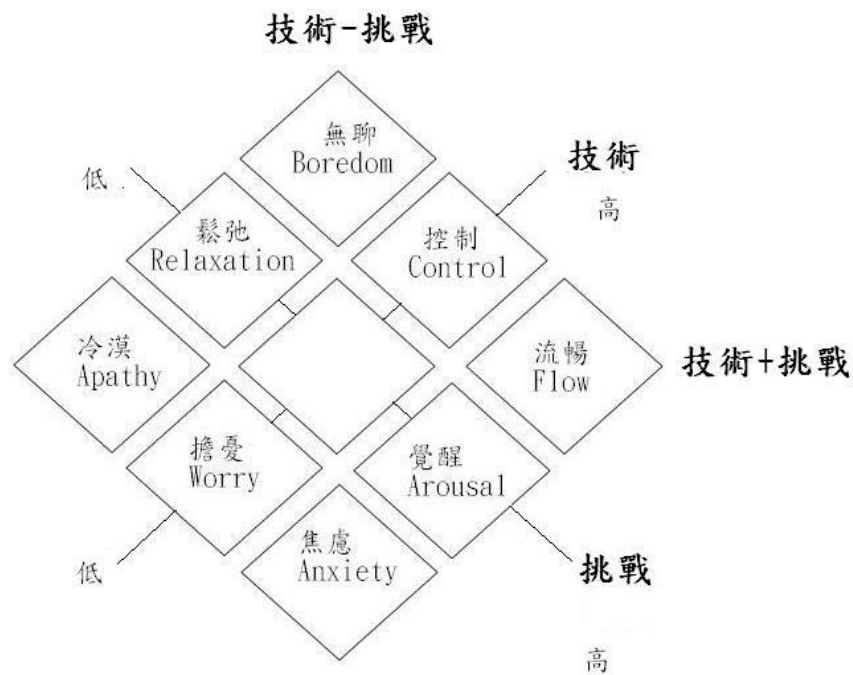 技術-挑戰
無聊
Boredom
低
技術
高
鬆弛
Relaxation
控制
Control
冷漠
Apathy
流暢
Flow
技術+挑戰
擔憂
Worry
覺醒
Arousal
低
焦慮
Anxiety
挑戰
高